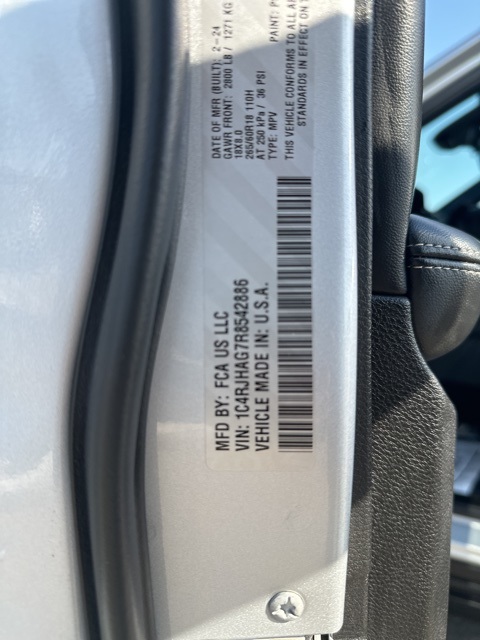 MFD BY: FCA US LLC
VIN: 1C4RJHAG7R8542886
VEHICLE MADE IN: U.S.A.
DATE OF MFR (BUILT): 2-24
GAWR FRONT: 2800 LB / 1271 KG
18X8.0
265/60R18 110H
AT 250 kPa / 36 PSI
TYPE: MPV
PAINT:
THIS VEHICLE CONFORMS TO ALL
STANDARDS IN EFFECT ON